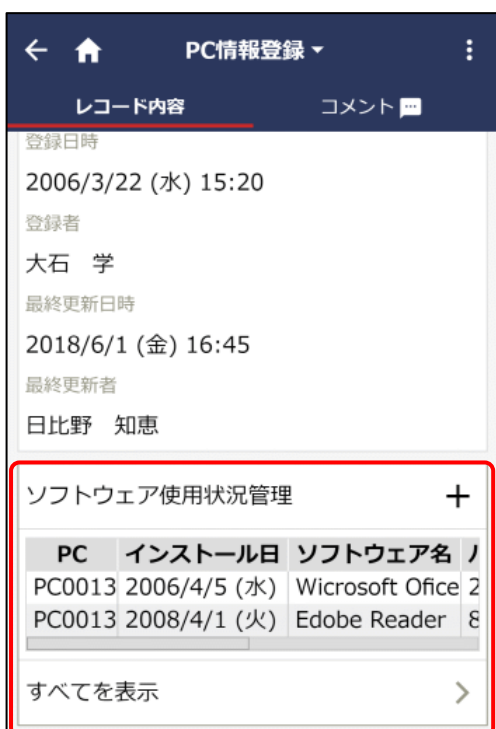 PC情報登録
レコード内容 コメント
登録日時
2006/3/22 (水) 15:20
登録者
大石　学
最終更新日時
2018/6/1 (金) 16:45
最終更新者
日比野　知恵
ソフトウェア使用状況管理
PC インストール日 ソフトウェア名
PC0013 2006/4/5 (水) Wicrosoft Ofice 2
PC0013 2008/4/1 (火) Edobe Reader 8
すべてを表示